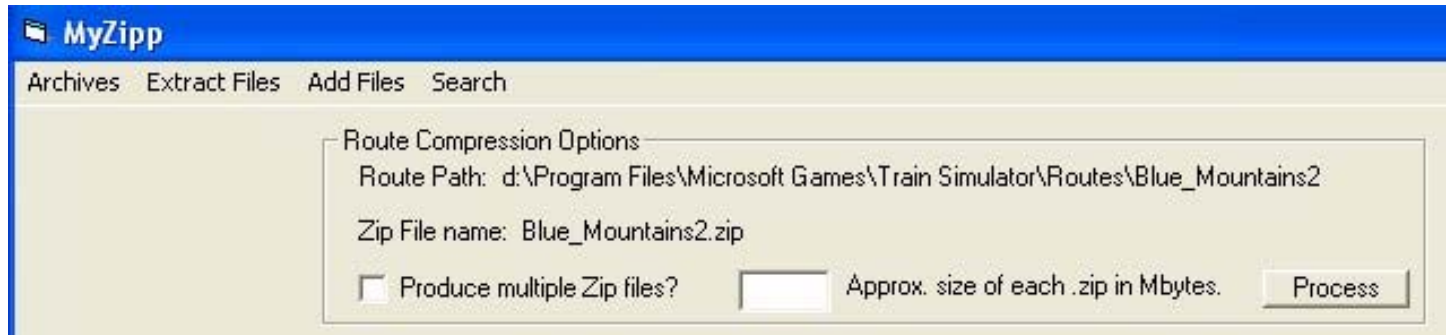 MyZipp
Archives Extract Files Add Files Search
Route Compression Options
Route Path: d:\Program Files\Microsoft Games\Train Simulator\Routes\Blue_Mountains2
Zip File name: Blue_Mountains2.zip
Produce multiple Zip files? Approx. size of each .zip in Mbytes. Process